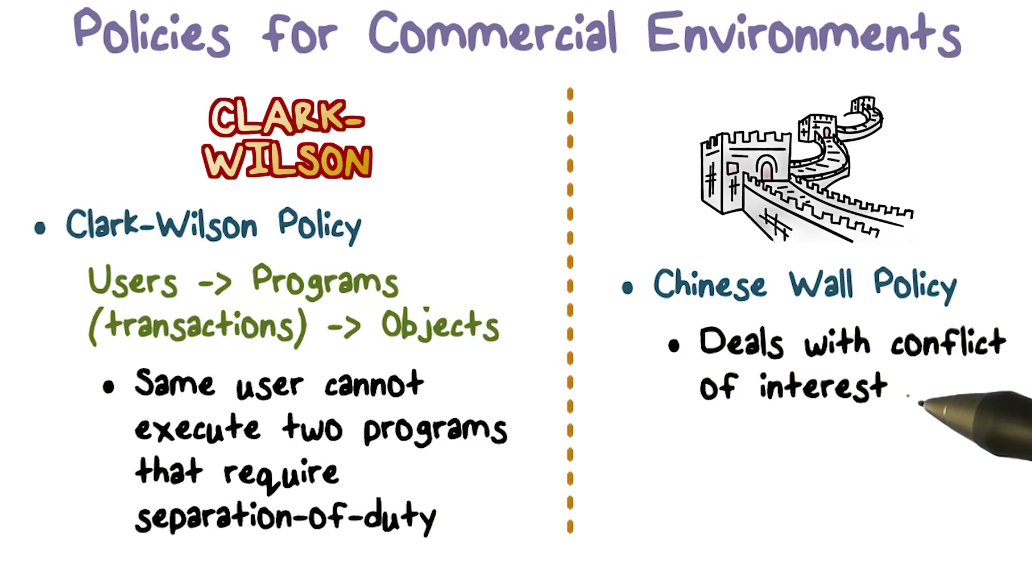 Policies for Commercial Environments
CLARK-
WILSON
• Clark-Wilson Policy
Users -> Programs
(transactions) -> Objects
• Same user cannot
execute two programs
that require
separation-of-duty
• Chinese Wall Policy
• Deals with conflict
of interest